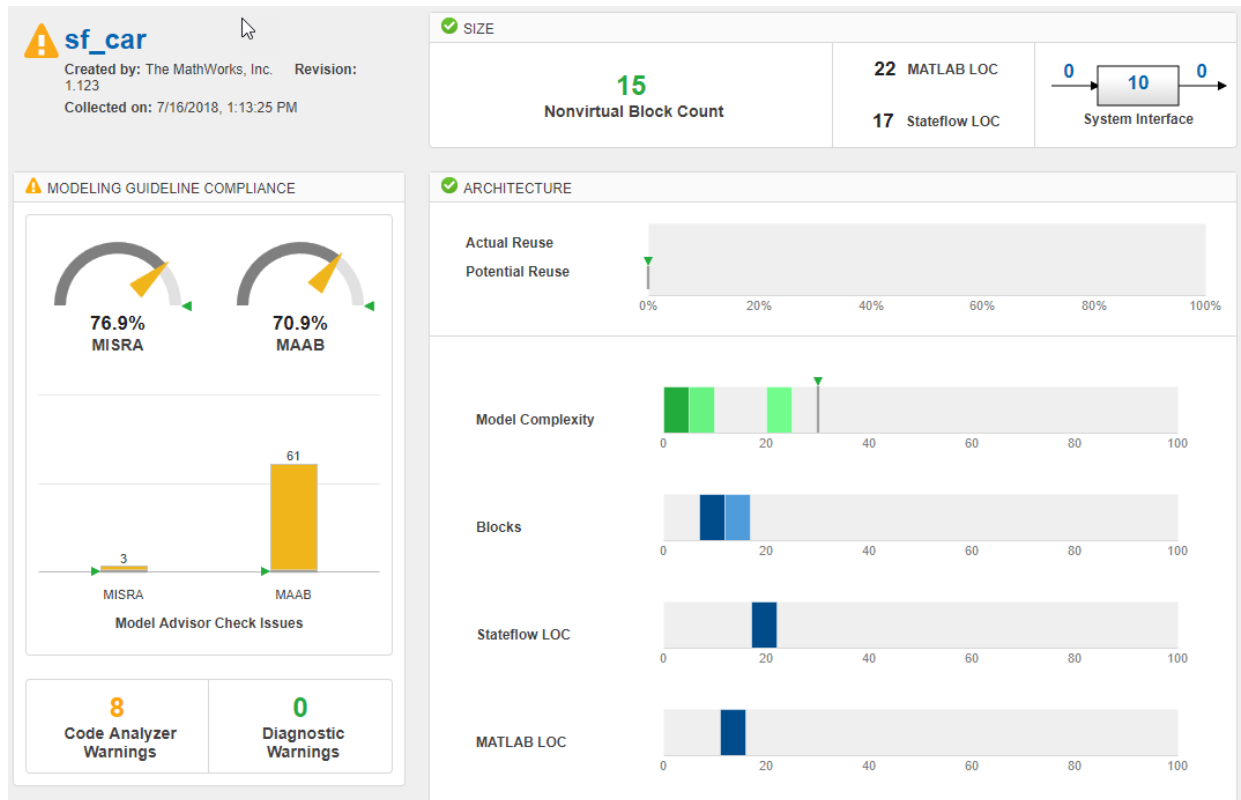 sf_car
Created by: The MathWorks, Inc. Revision:
1.123
Collected on: 7/16/2018, 1:13:25 PM
SIZE
15
Nonvirtual Block Count
22 MATLAB LOC
17 Stateflow LOC
0 10 0
System Interface
MODELING GUIDELINE COMPLIANCE
76.9%
MISRA
70.9%
MAAB
61
3
MISRA MAAB
Model Advisor Check Issues
8
Code Analyzer
Warnings
0
Diagnostic
Warnings
ARCHITECTURE
Actual Reuse
Potential Reuse
0% 20% 40% 60% 80% 100%
Model Complexity
0 20 40 60 80 100
Blocks
0 20 40 60 80 100
Stateflow LOC
0 20 40 60 80 100
MATLAB LOC
0 20 40 60 80 100